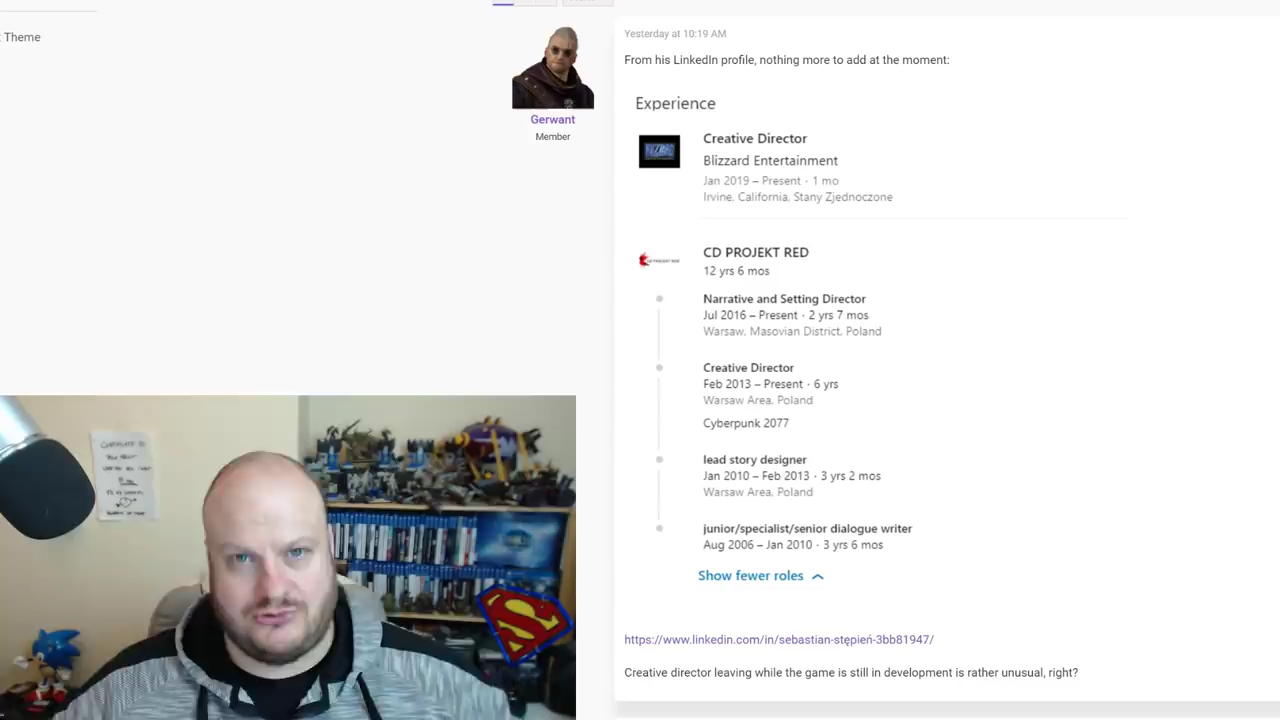 Theme
Gerwant
Member
Yesterday at 10:19 AM
From his LinkedIn profile, nothing more to add at the moment:
Experience
Creative Director
Blizzard Entertainment
Jan 2019 – Present · 1 mo
Irvine, California, Stany Zjednoczone
CD PROJEKT RED
CD PROJEKT RED
12 yrs 6 mos
Narrative and Setting Director
Jul 2016 – Present · 2 yrs 7 mos
Warsaw, Masovian District, Poland
Creative Director
Feb 2013 – Present · 6 yrs
Warsaw Area, Poland
Cyberpunk 2077
lead story designer
Jan 2010 – Feb 2013 · 3 yrs 2 mos
Warsaw Area, Poland
junior/specialist/senior dialogue writer
Aug 2006 – Jan 2010 · 3 yrs 6 mos
Show fewer roles
https://www.linkedin.com/in/sebastian-stępień-3bb81947/
Creative director leaving while the game is still in development is rather unusual, right?